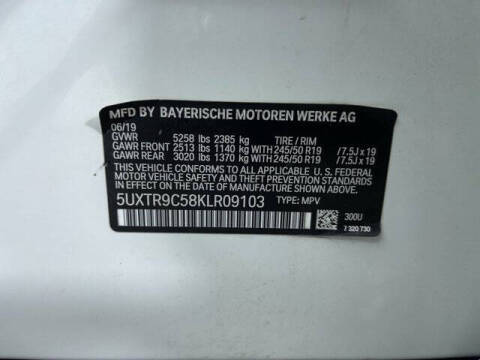 MFD BY BAYERISCHE MOTOREN WERKE AG
06/19
GVWR 5258 lbs 2385 kg TIRE / RIM
GAWR FRONT 2513 lbs 1140 kg WITH 245/50 R19 /7.5J x 19
GAWR REAR 3020 lbs 1370 kg WITH 245/50 R19 /7.5J x 19
THIS VEHICLE CONFORMS TO ALL APPLICABLE U. S. FEDERAL
MOTOR VEHICLE SAFETY AND THEFT PREVENTION STANDARDS
IN EFFECT ON THE DATE OF MANUFACTURE SHOWN ABOVE.
5UXTR9C58KLR09103 TYPE: MPV
300U
7 320 730